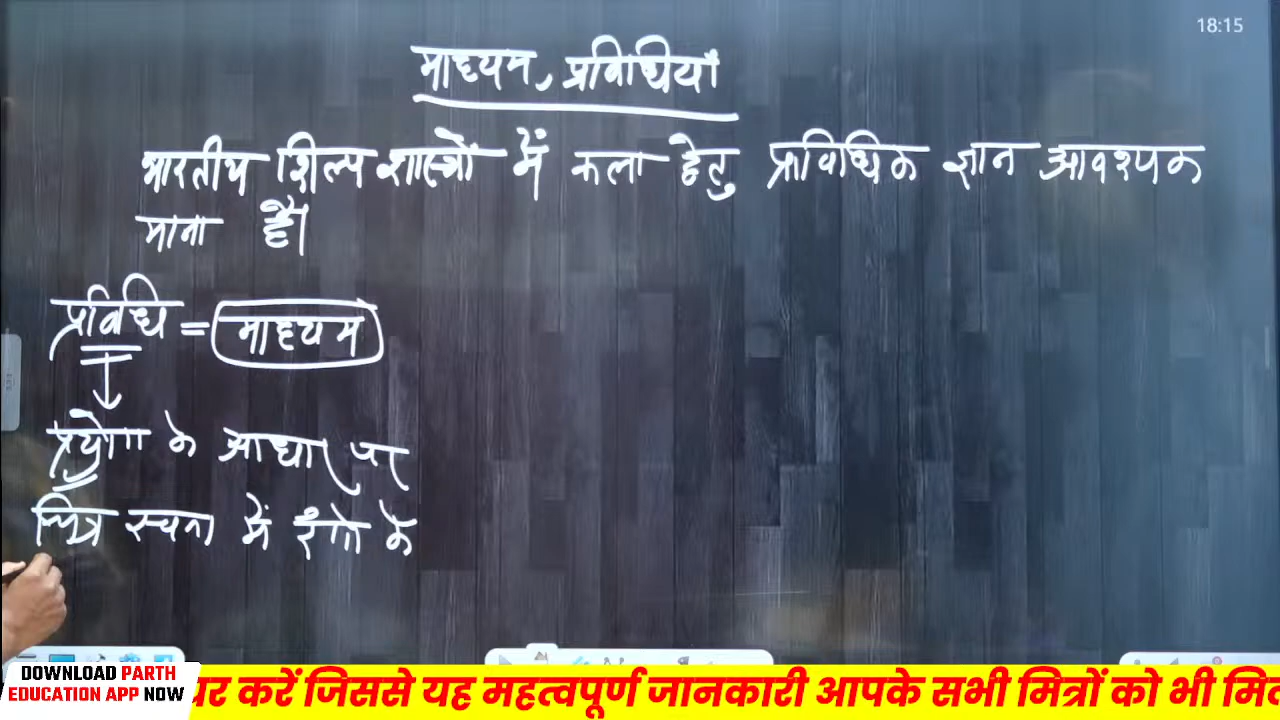 18:15
माध्यम, प्रविधियाँ
भारतीय शिल्प शास्त्रों में कला हेतु प्राविधिक ज्ञान आवश्यक
माना है।
प्रविधि = माध्यम
प्रयोग के आधार पर
चित्र रचना में रंगो के
DOWNLOAD PARTH
EDUCATION APP NOW
यर करें जिससे यह महत्वपूर्ण जानकारी आपके सभी मित्रों को भी